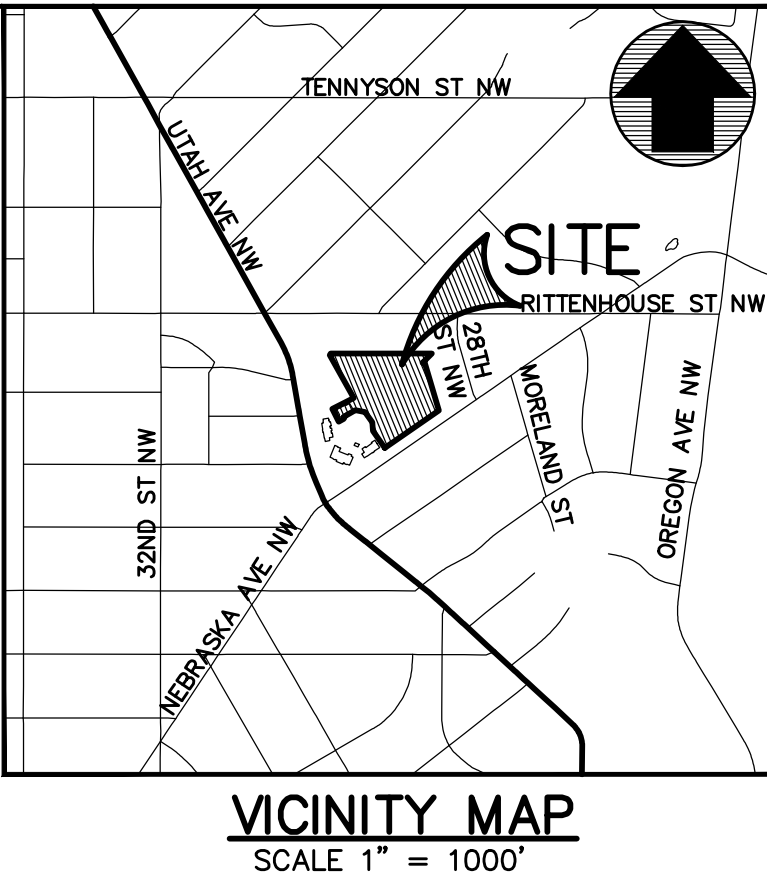 TENNYSON ST NW
UTAH AVE NW
SITE
RITTENHOUSE ST NW
28TH
ST NW
MORELAND ST
OREGON AVE NW
32ND ST NW
NEBRASKA AVE NW
VICINITY MAP
SCALE 1" = 1000'